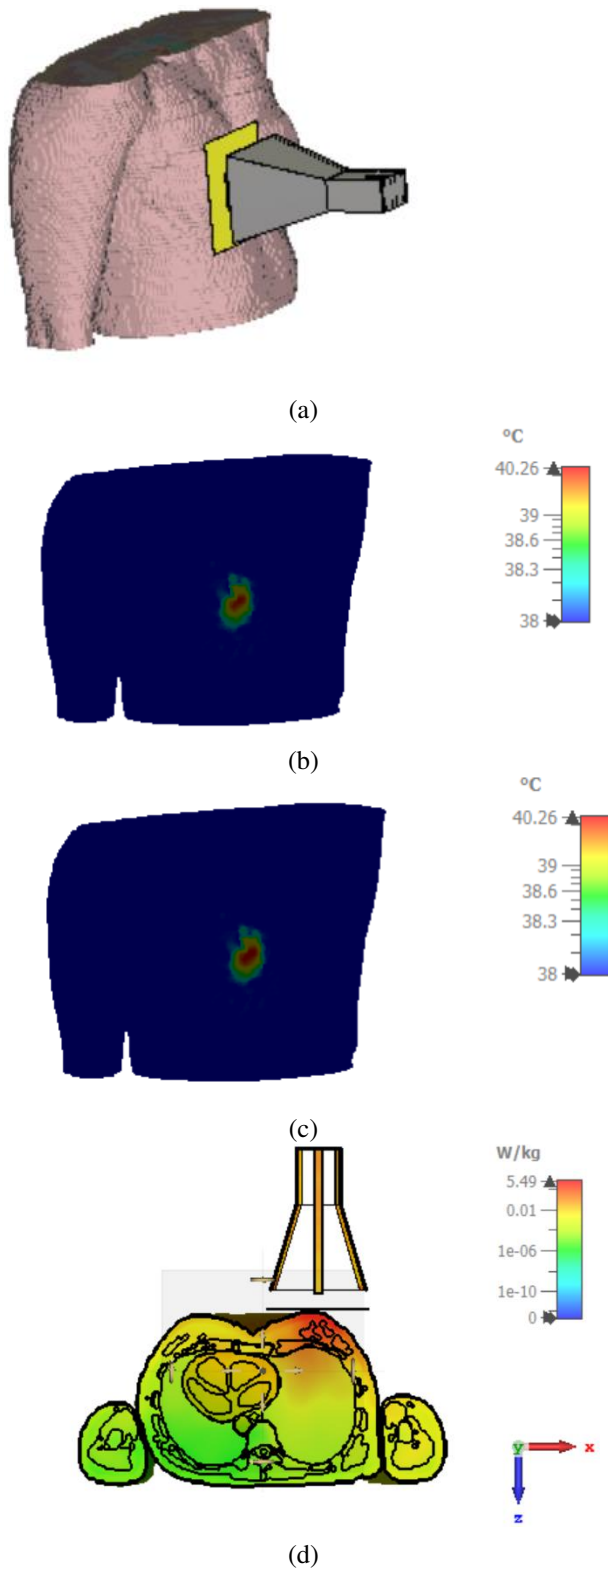 (a)
°C
40.26
39
38.6
38.3
38
(b)
°C
40.26
39
38.6
38.3
38
(c)
W/kg
5.49
0.01
1e-06
1e-10
0
y x
z
(d)